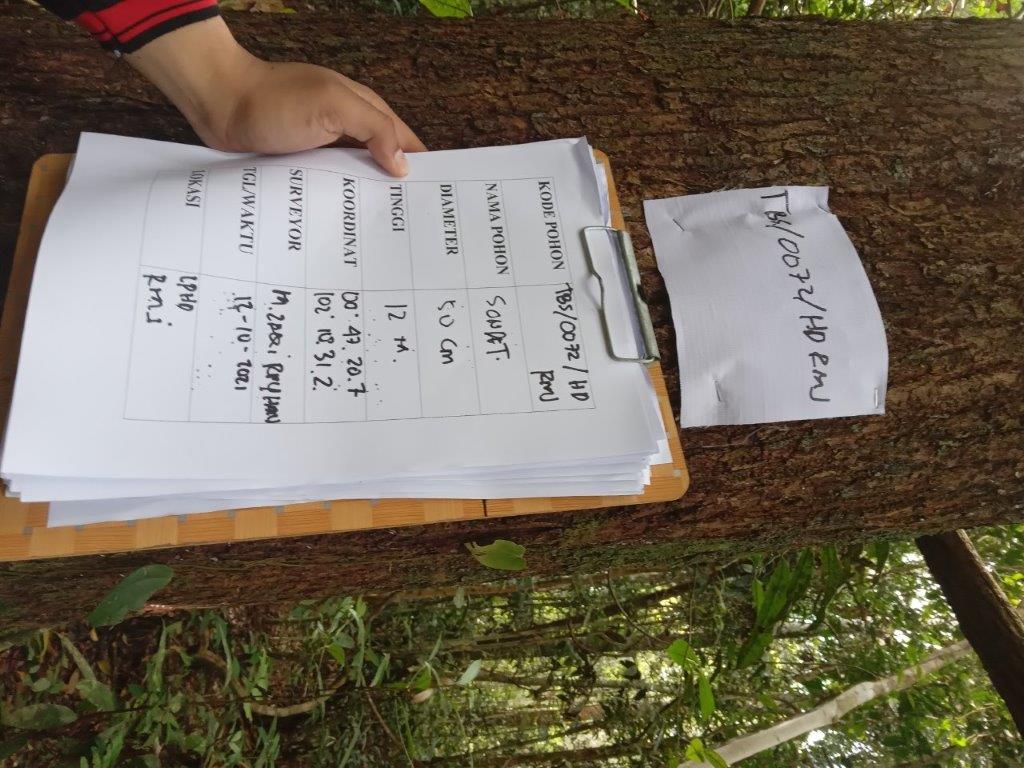 TBS/0072/HD RMJ
KODE POHON TBS/0072/HD
RMJ
NAMA POHON SONDET.
DIAMETER 50 Cm
TINGGI 12 M.
KOORDINAT 00° 47. 20.7
102° 18.31.2.
SURVEYOR M.ZAKI RAYHAN
TGL/WAKTU 12-10-2021
LOKASI LPHD
RMJ